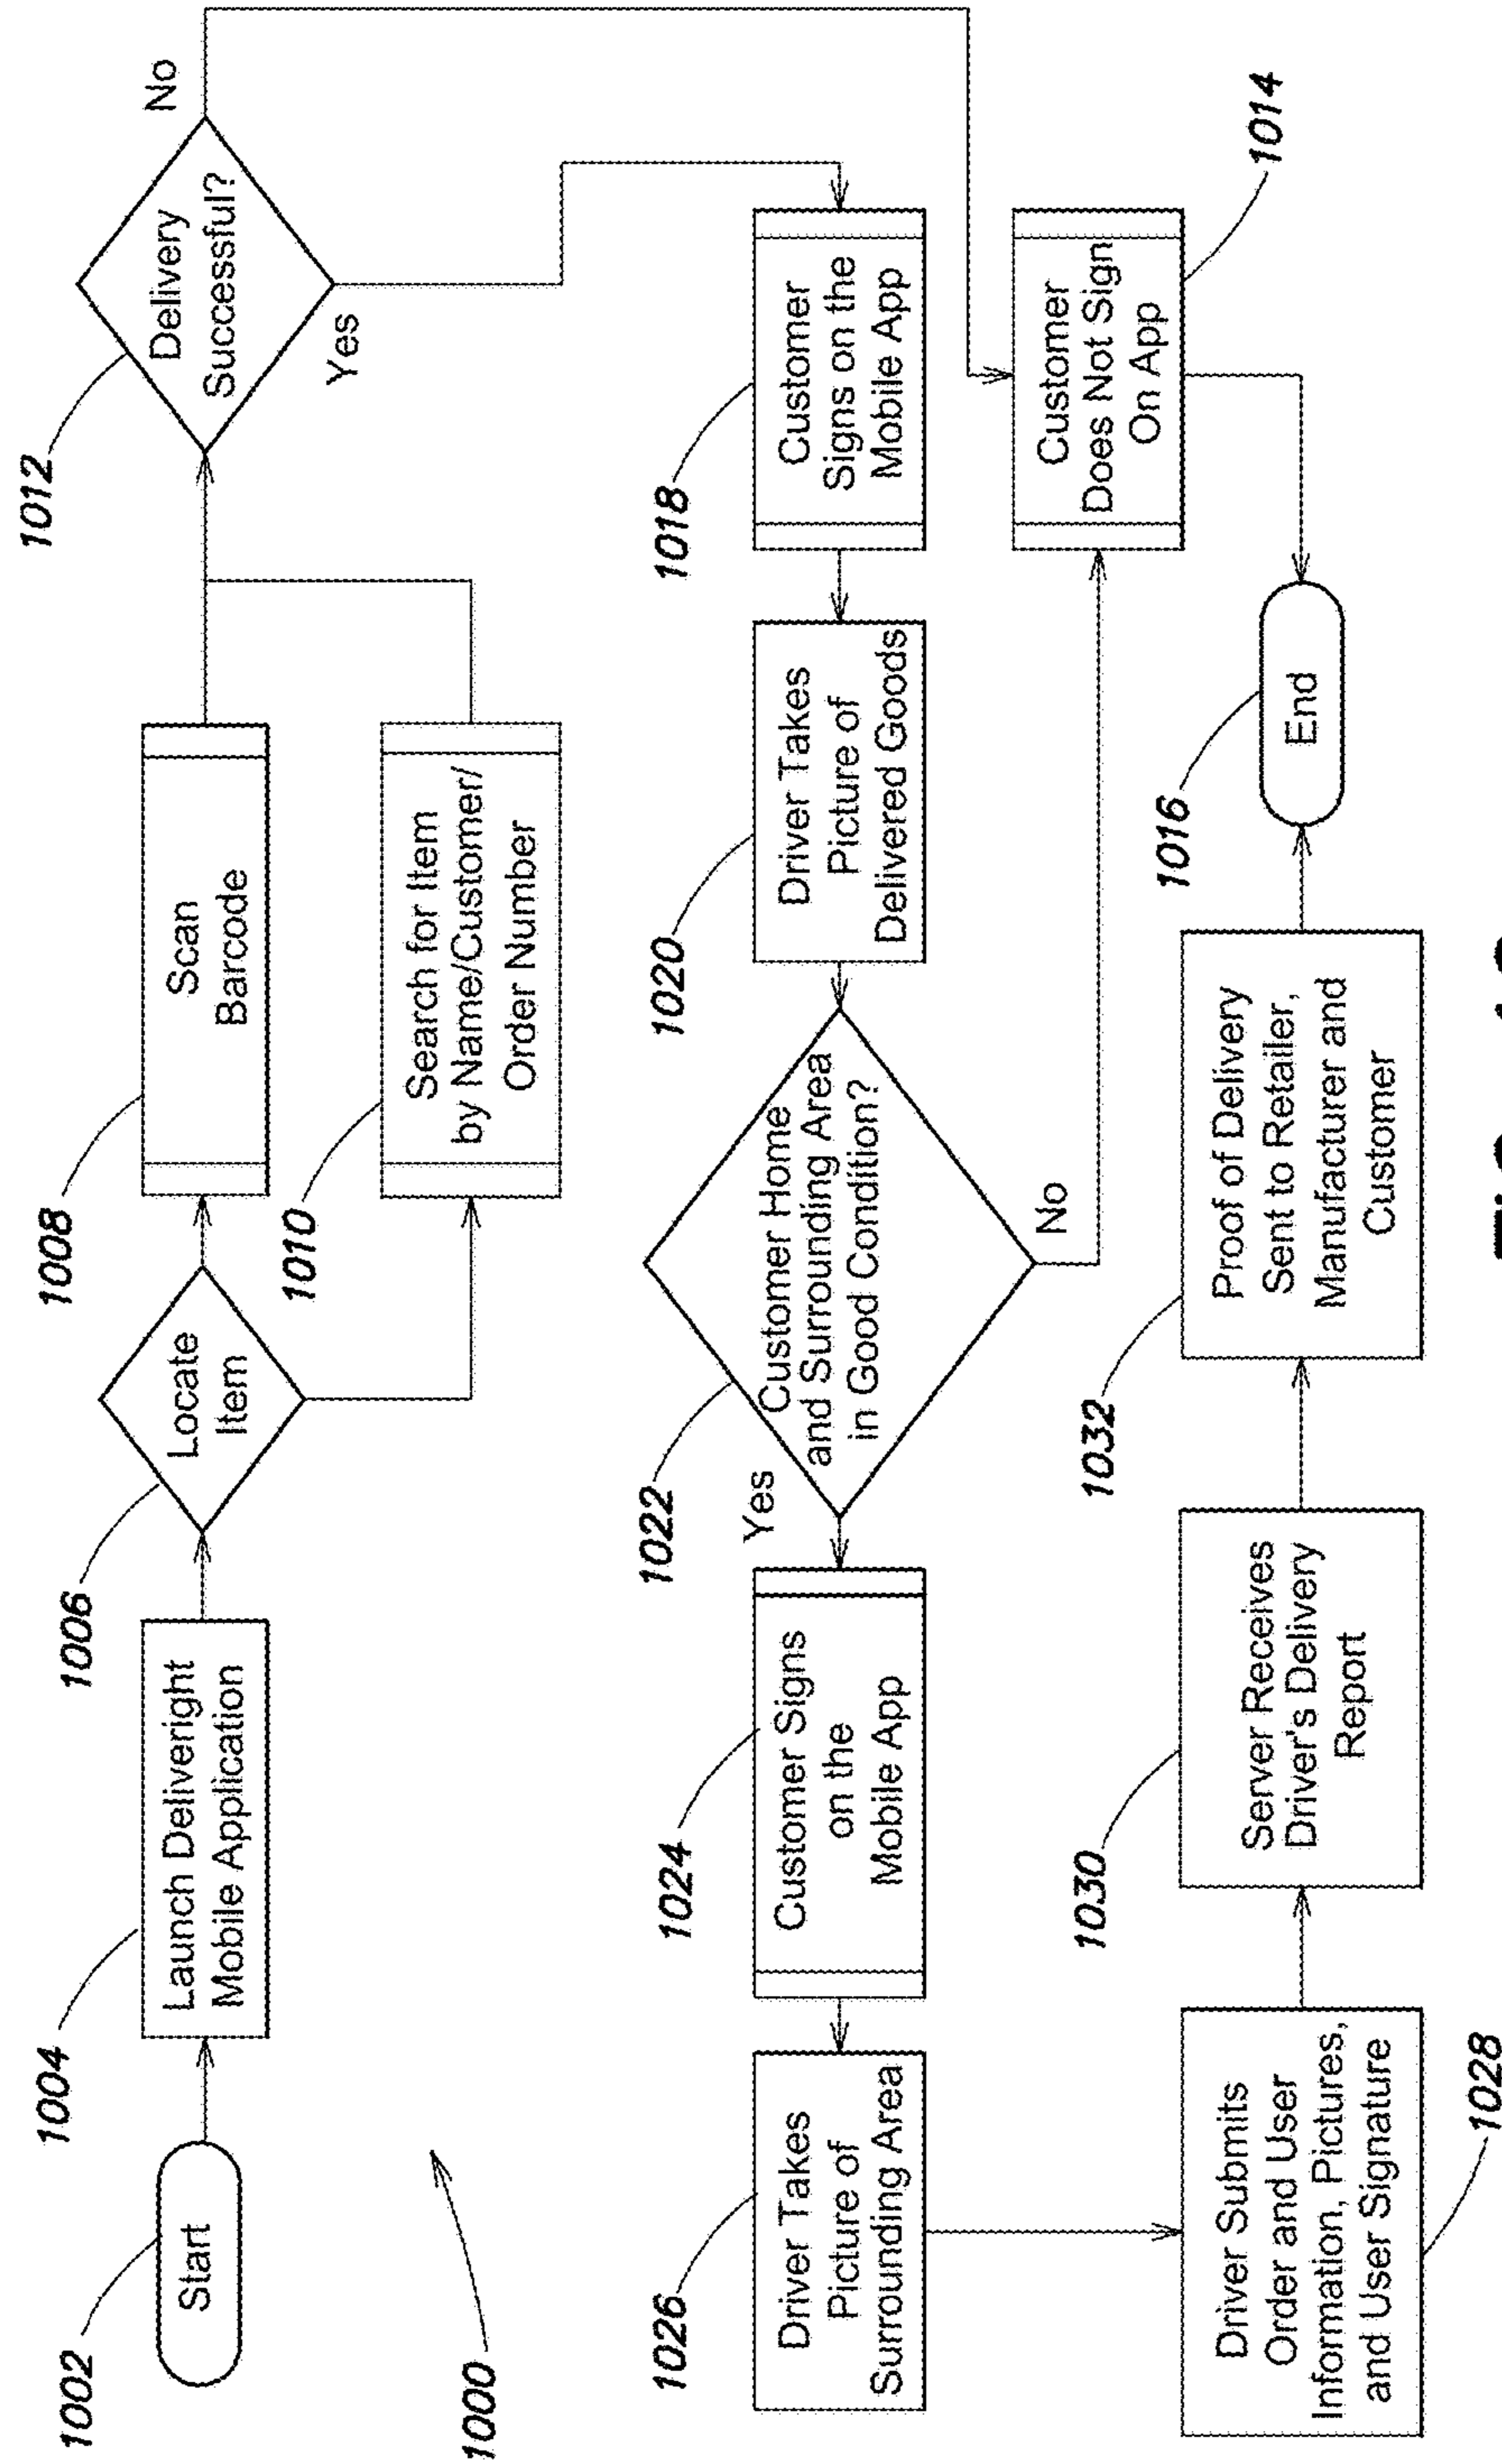 1002
Start
1004
Launch Deliveright
Mobile Application
1006
Locate
Item
1008
Scan
Barcode
1010
Search for Item
by Name/Customer/
Order Number
1012
Delivery
Successful?
No
Yes
1000
1018
Customer
Signs on the
Mobile App
1020
Driver Takes
Picture of
Delivered Goods
1022
Customer Home
and Surrounding Area
in Good Condition?
Yes
No
1024
Customer Signs
on the
Mobile App
1026
Driver Takes
Picture of
Surrounding Area
Customer
Does Not Sign
On App
1014
Driver Submits
Order and User
Information, Pictures,
and User Signature
1028
1030
Server Receives
Driver's Delivery
Report
1032
Proof of Delivery
Sent to Retailer,
Manufacturer and
Customer
1016
End